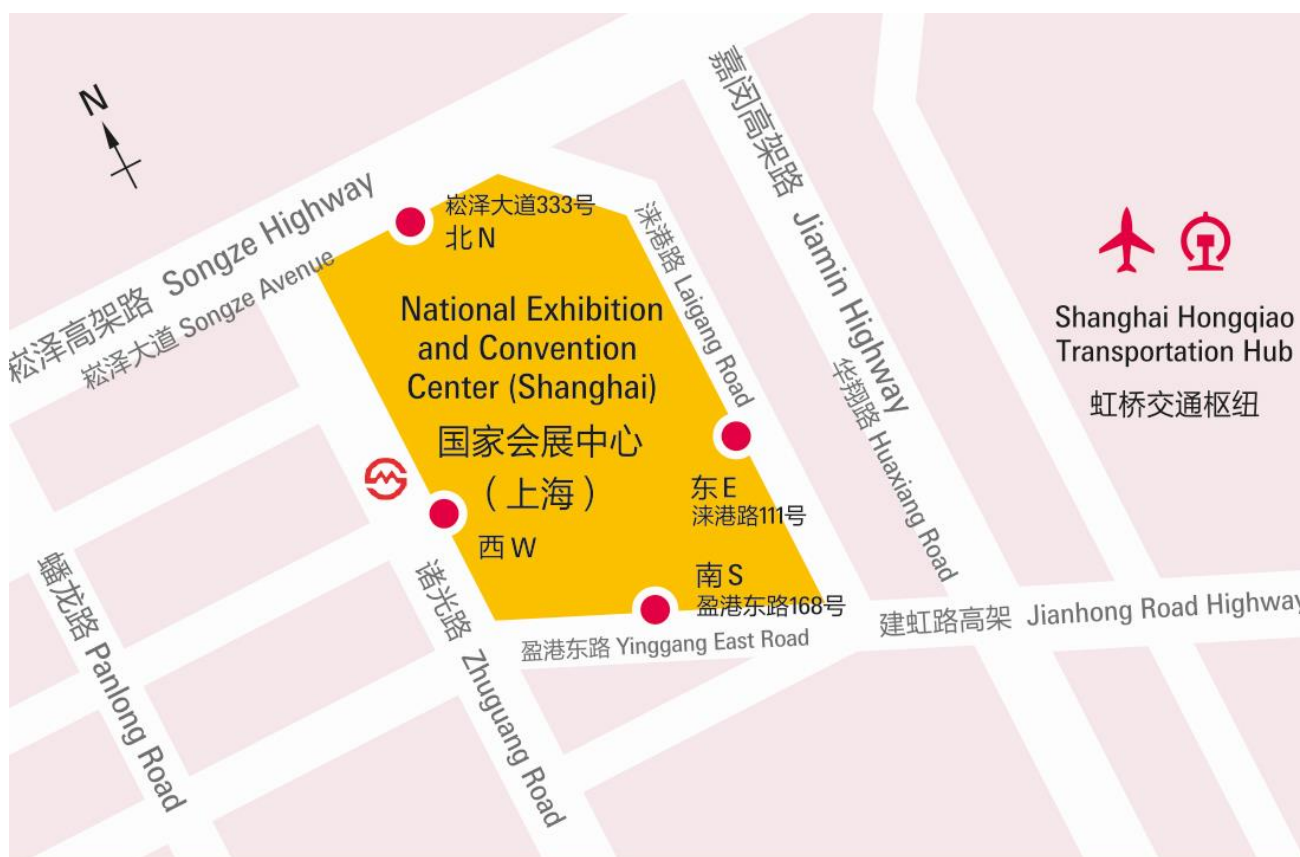 N
崧泽高架路 Songze Highway
崧泽大道 Songze Avenue
崧泽大道333号
北 N
National Exhibition
and Convention
Center (Shanghai)
国家会展中心
（上海）
西 W
东 E
涞港路111号
南 S
盈港东路168号
涞港路 Laigang Road
嘉闵高架路 Jiamin Highway
华翔路 Huaxiang Road
Shanghai Hongqiao
Transportation Hub
虹桥交通枢纽
蟠龙路 Panlong Road
诸光路 Zhuguang Road
盈港东路 Yinggang East Road
建虹路高架 Jianhong Road Highway